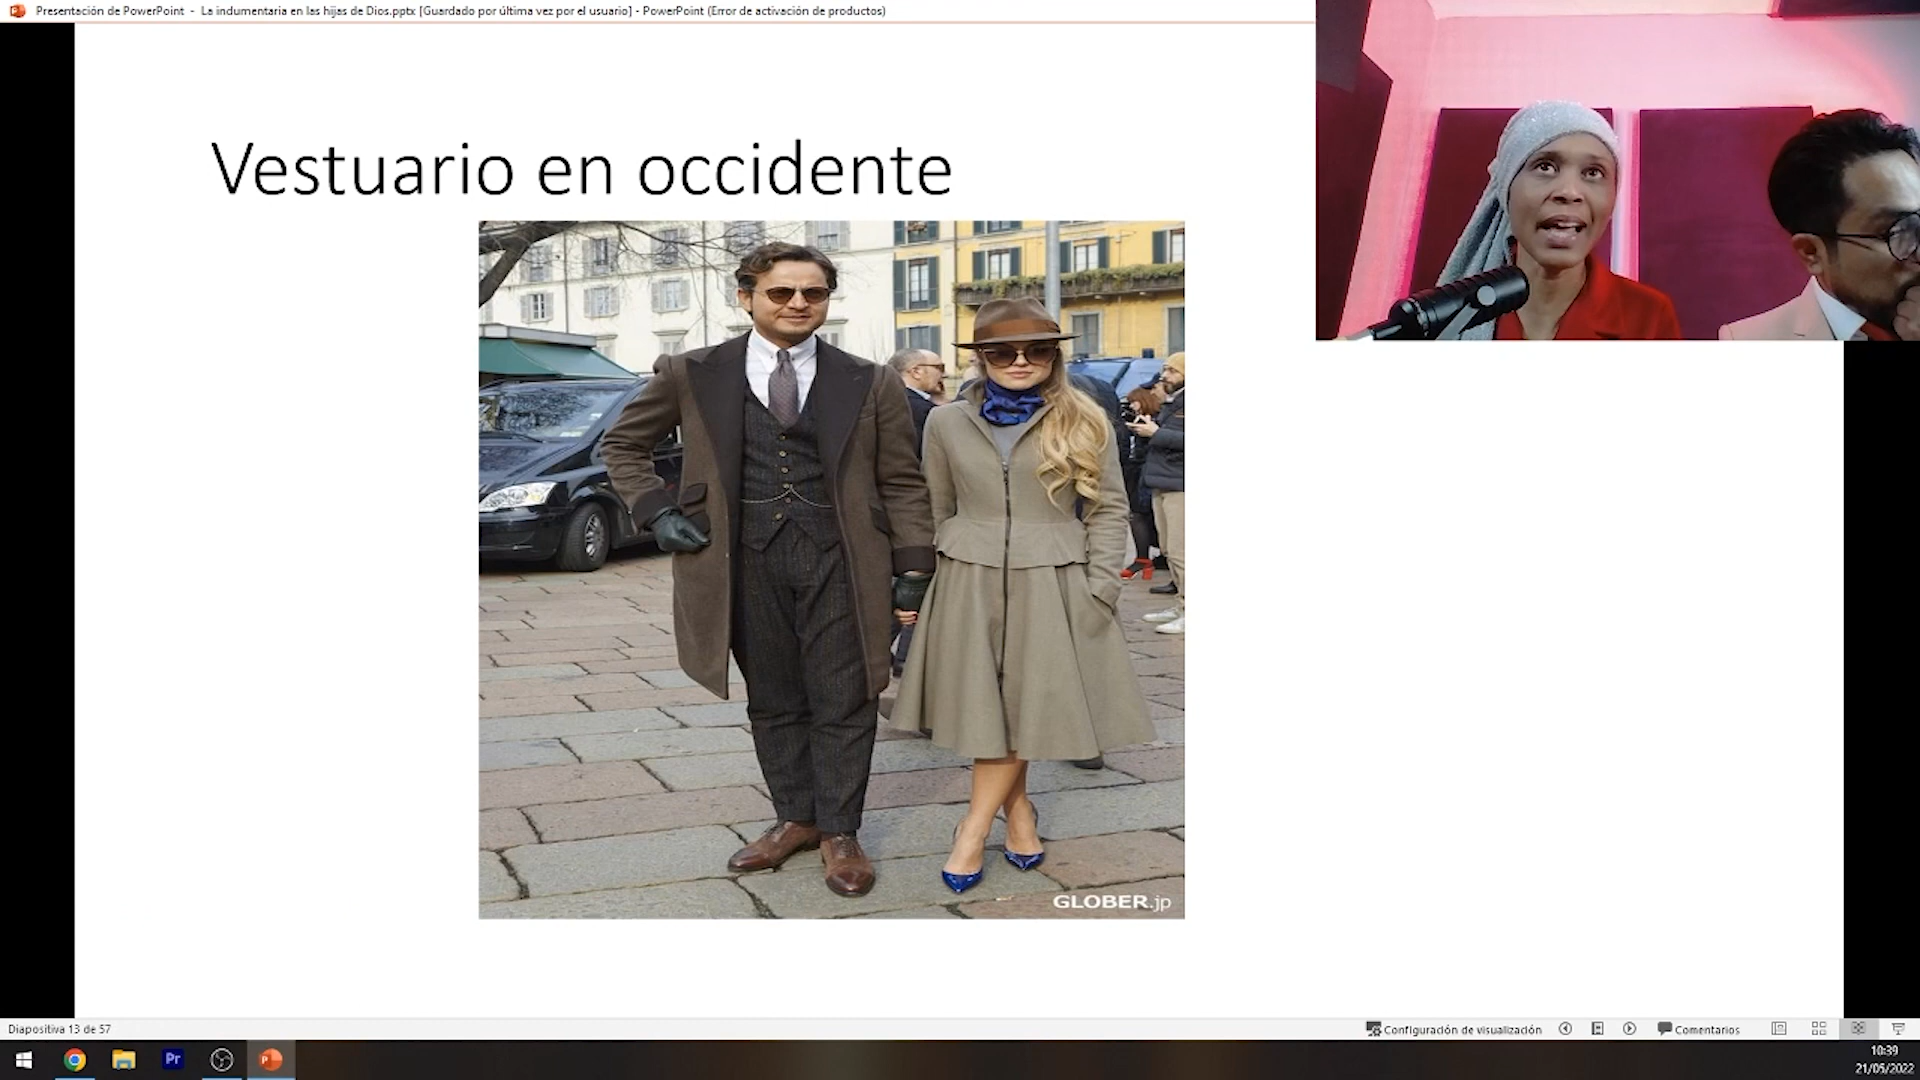 Presentación de PowerPoint - La indumentaria en las hijas de Dios.pptx [Guardado por última vez por el usuario] - PowerPoint (Error de activación de productos)
Vestuario en occidente
GLOBER.jp
Diapositiva 13 de 57
Configuración de visualización
Comentarios
Pr
10:39
21/05/2022